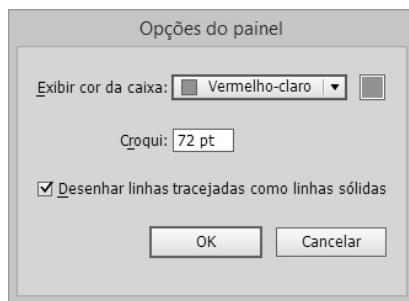 Opções do painel
Exibir cor da caixa: Vermelho-claro
Croqui: 72 pt
Desenhar linhas tracejadas como linhas sólidas
OK Cancelar